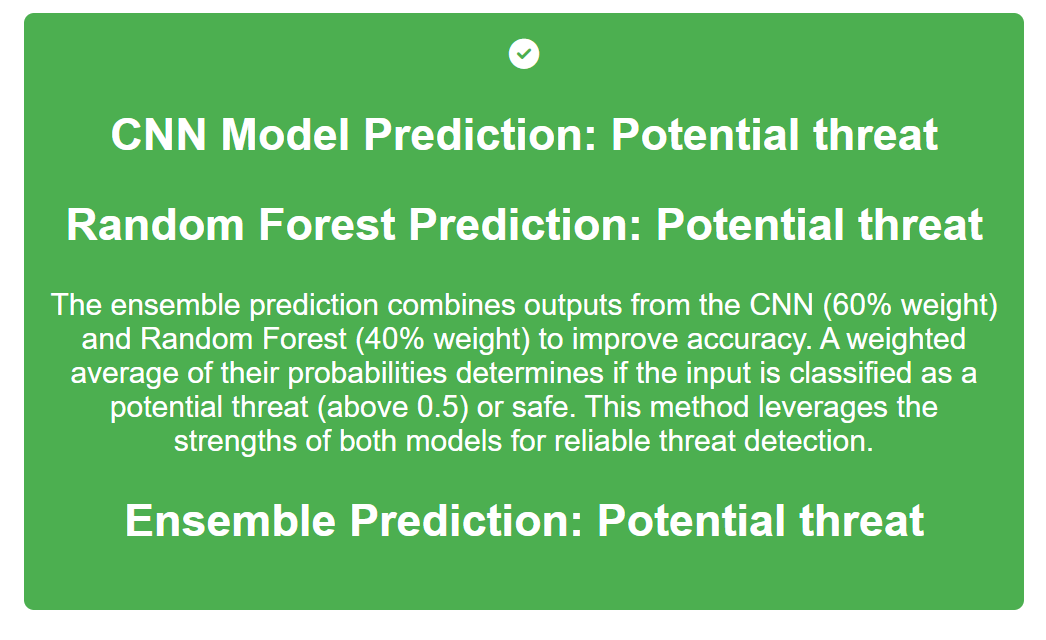 CNN Model Prediction: Potential threat
Random Forest Prediction: Potential threat
The ensemble prediction combines outputs from the CNN (60% weight)
and Random Forest (40% weight) to improve accuracy. A weighted
average of their probabilities determines if the input is classified as a
potential threat (above 0.5) or safe. This method leverages the
strengths of both models for reliable threat detection.
Ensemble Prediction: Potential threat